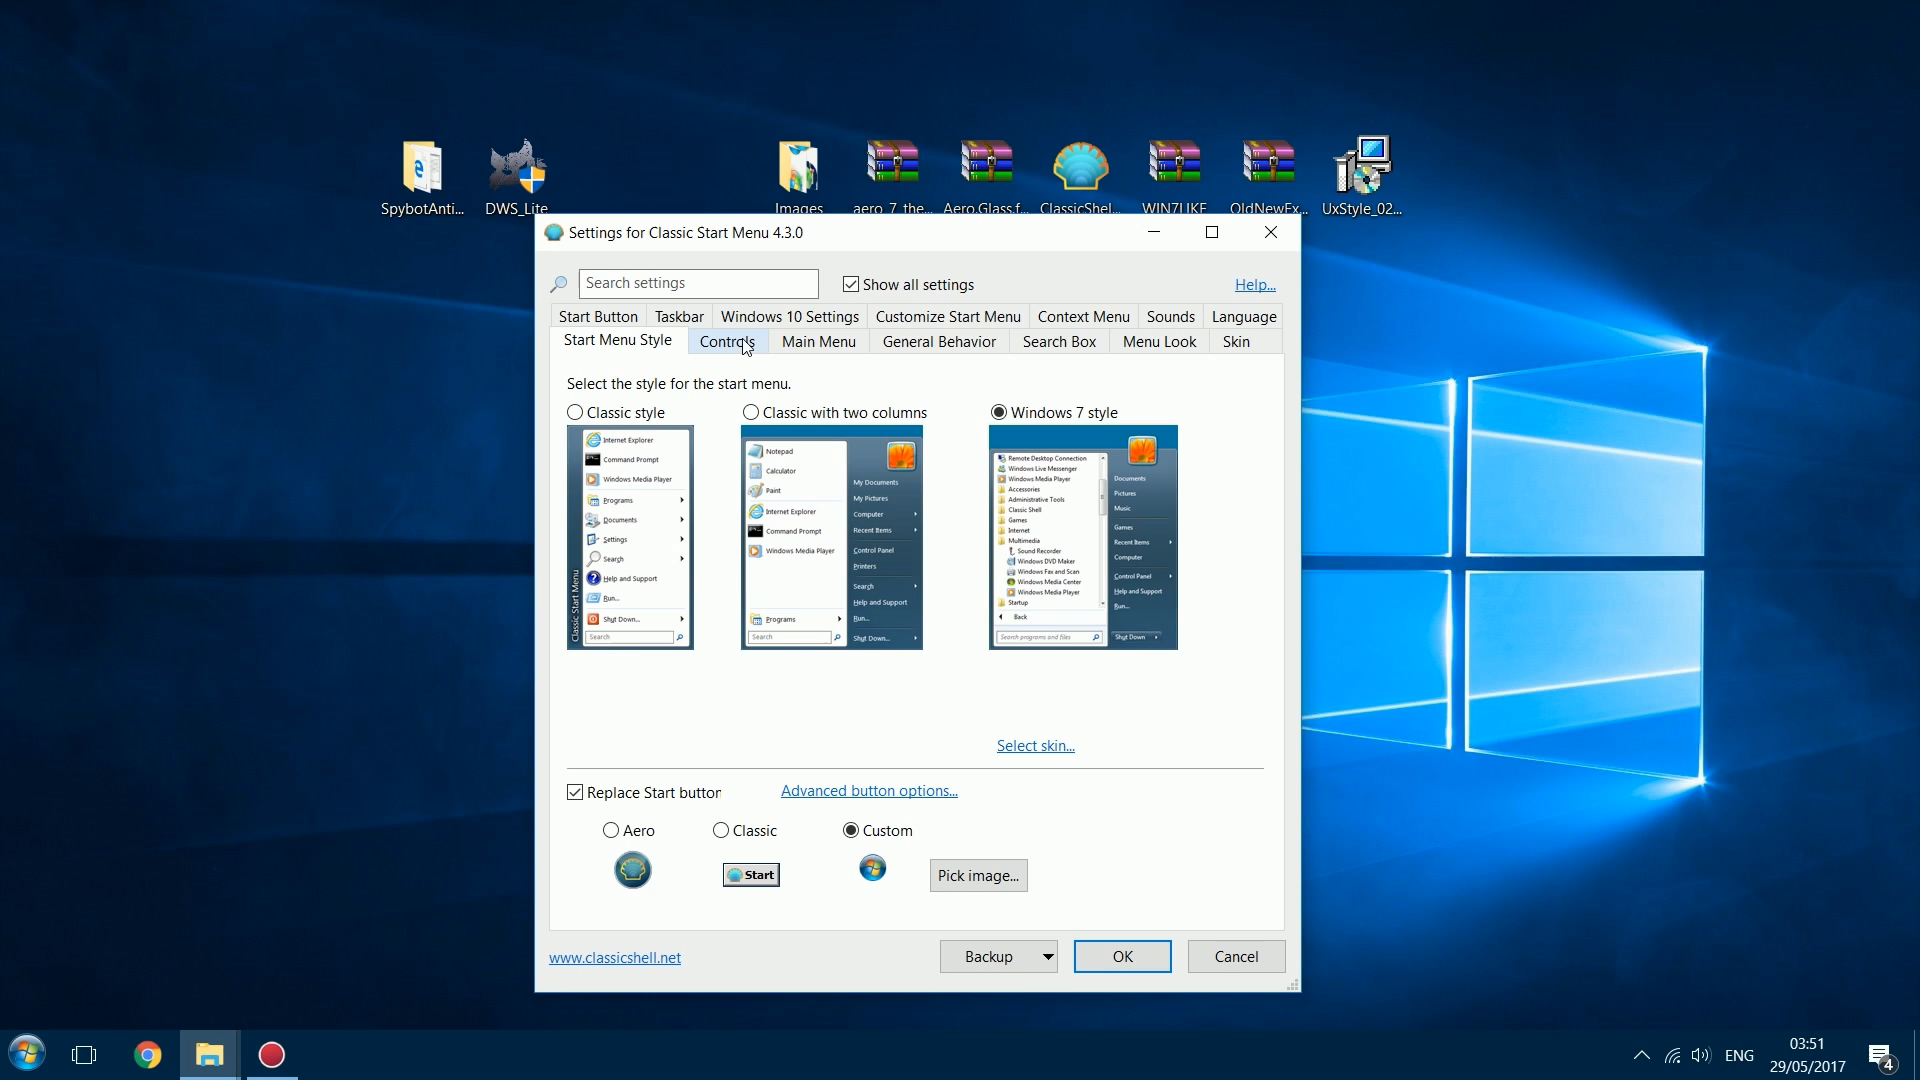 SpybotAnti...
DWS_Lite
Images
aero_7_the...
Aero.Glass.f...
ClassicShel...
WIN7LIKE
OldNewEx...
UxStyle_02...
Settings for Classic Start Menu 4.3.0
Search settings
Show all settings
Help...
Start Button
Taskbar
Windows 10 Settings
Customize Start Menu
Context Menu
Sounds
Language
Start Menu Style
Controls
Main Menu
General Behavior
Search Box
Menu Look
Skin
Select the style for the start menu.
Classic style
Classic with two columns
Windows 7 style
Internet Explorer
Command Prompt
Windows Media Player
Programs
Documents
Settings
Search
Help and Support
Run...
Shut Down...
Search
Classic Start Menu
Notepad
Calculator
Paint
Internet Explorer
Command Prompt
Windows Media Player
Programs
Search
My Documents
My Pictures
Computer
Recent Items
Control Panel
Printers
Search
Help and Support
Run...
Shut Down...
Remote Desktop Connection
Windows Live Messenger
Windows Media Player
Accessories
Administrative Tools
Classic Shell
Games
Internet
Multimedia
Sound Recorder
Windows DVD Maker
Windows Fax and Scan
Windows Media Center
Windows Media Player
Startup
Back
Search programs and files
Documents
Pictures
Music
Games
Recent Items
Computer
Control Panel
Help and Support
Run...
Shut Down
Select skin...
Replace Start button
Advanced button options...
Aero
Classic
Custom
Start
Pick image...
www.classicshell.net
Backup
OK
Cancel
ENG
03:51
29/05/2017
4